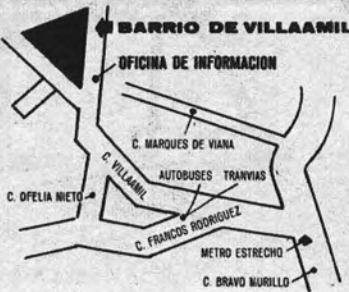 BARRIO DE VILLAAMIL
OFICINA DE INFORMACION
C. MARQUES DE VIANA
C. VILLAAMIL
AUTOBUSES TRANVIAS
C. OFELIA NIETO
C. FRANCOS RODRIGUEZ
METRO ESTRECHO
C. BRAVO MURILLO